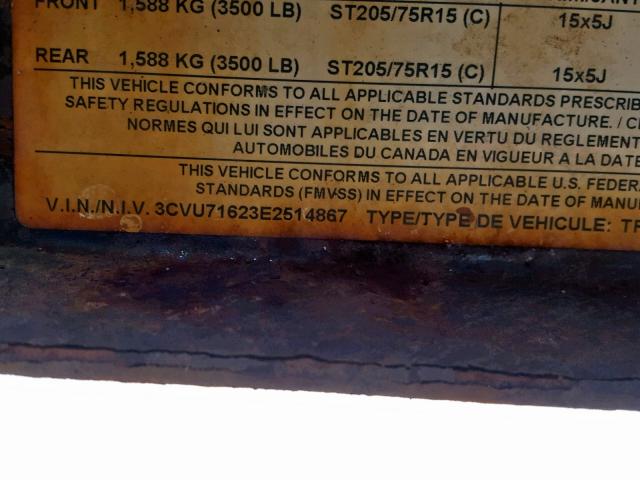 FRONT 1,588 KG (3500 LB) ST205/75R15 (C) 15x5J
REAR 1,588 KG (3500 LB) ST205/75R15 (C) 15x5J
THIS VEHICLE CONFORMS TO ALL APPLICABLE STANDARDS PRESCRIB
SAFETY REGULATIONS IN EFFECT ON THE DATE OF MANUFACTURE. / CE
NORMES QUI LUI SONT APPLICABLES EN VERTU DU REGLEMENT
AUTOMOBILES DU CANADA EN VIGUEUR A LA DATE
THIS VEHICLE CONFORMS TO ALL APPLICABLE U.S. FEDER
STANDARDS (FMVSS) IN EFFECT ON THE DATE OF MANU
V.I.N./N.I.V. 3CVU71623E2514867 TYPE/TYPE DE VEHICULE: TR